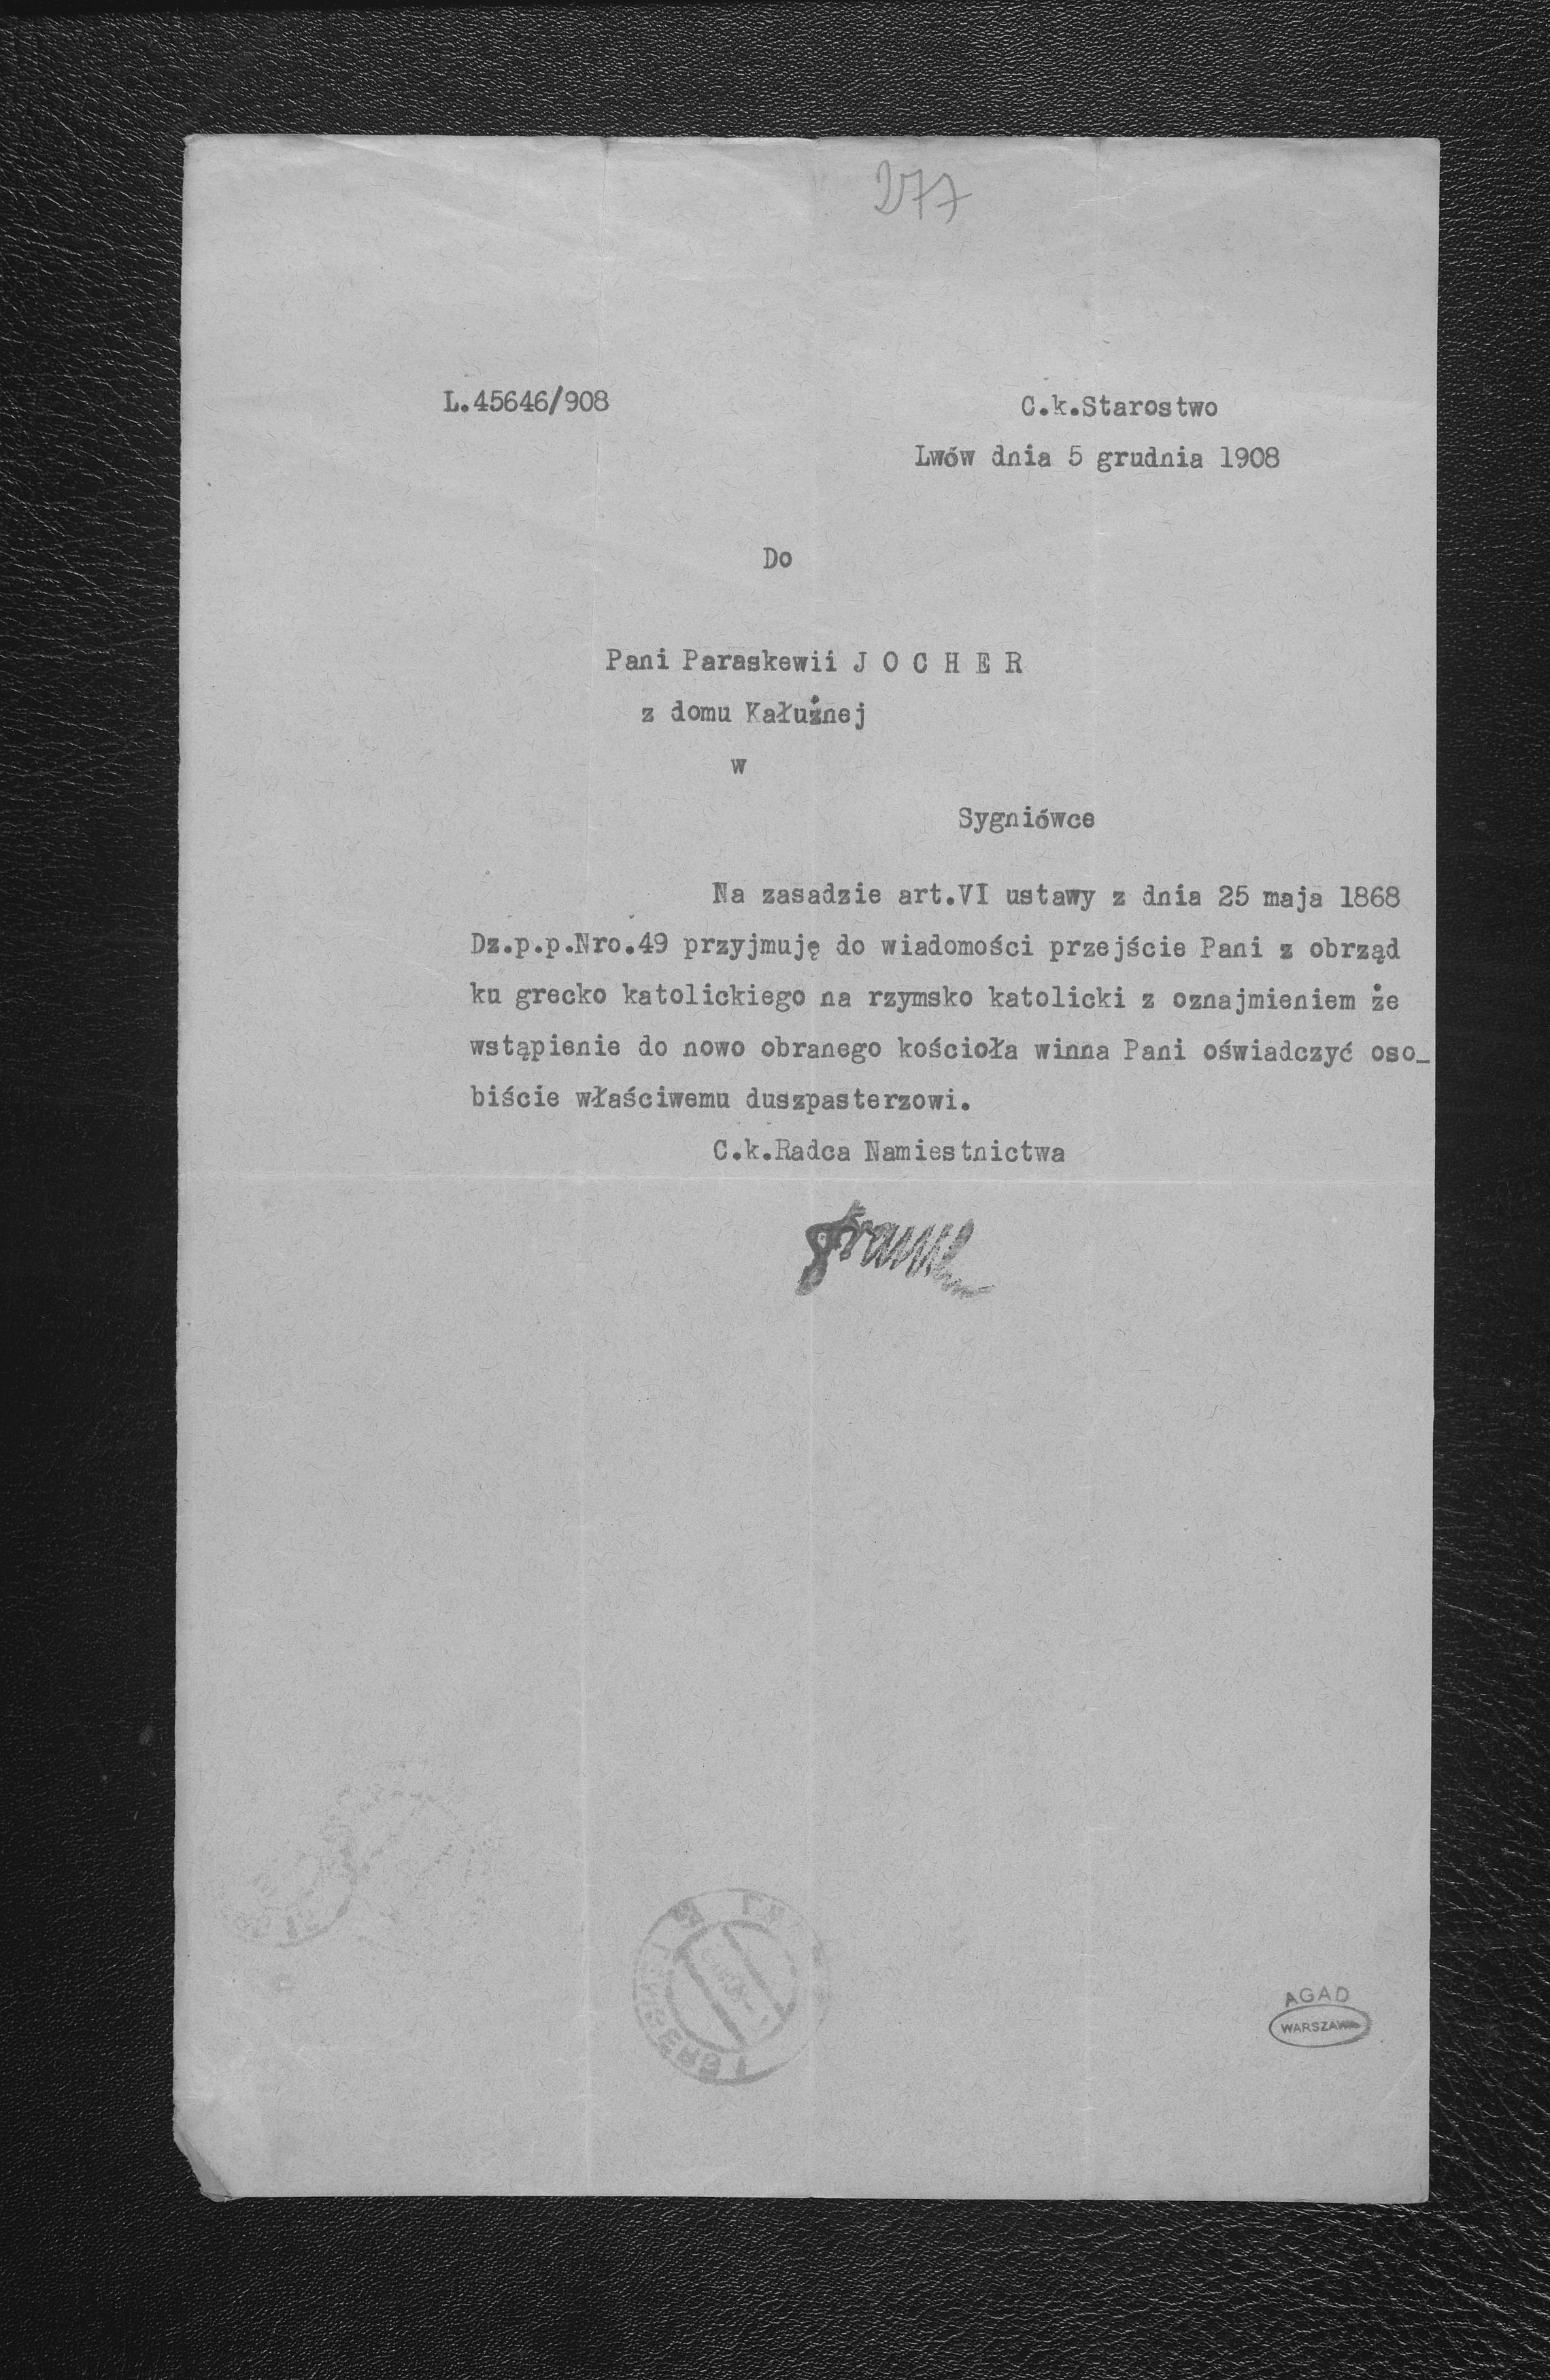 277
L.45646/908
C.k.Starostwo
Lwów dnia 5 grudnia 1908
Do
Pani Paraskewii J O C H E R
z domu Kałużnej
w
Sygniówce
Na zasadzie art.VI ustawy z dnia 25 maja 1868
Dz.p.p.Nro.49 przyjmuję do wiadomości przejście Pani z obrząd
ku grecko katolickiego na rzymsko katolicki z oznajmieniem że
wstąpienie do nowo obranego kościoła winna Pani oświadczyć oso_
biście właściwemu duszpasterzowi.
C.k.Radca Namiestnictwa
AGAD
WARSZAWA